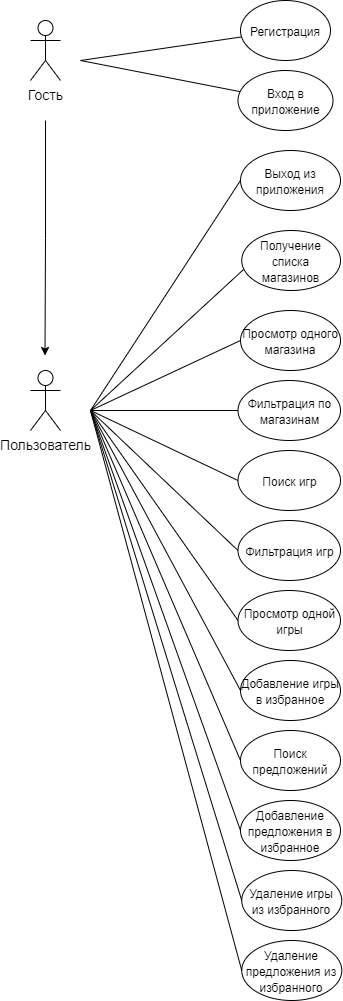 Регистрация
Гость
Вход в
приложение
Выход из
приложения
Получение
списка
магазинов
Просмотр одного
магазина
Фильтрация по
магазинам
Пользователь
Поиск игр
Фильтрация игр
Просмотр одной
игры
Добавление игры
в избранное
Поиск
предложений
Добавление
предложения в
избранное
Удаление игры
из избранного
Удаление
предложения из
избранного